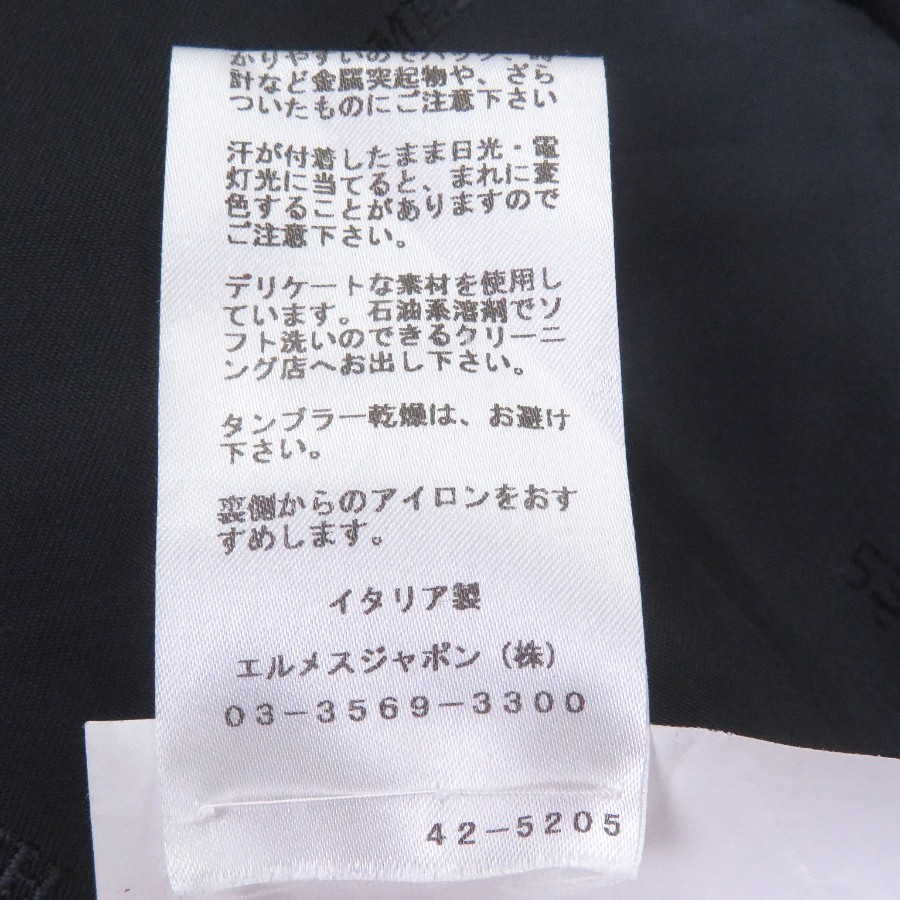 かりやすいのでバッグ、時
計など金属突起物や、ざら
ついたものにご注意下さい
汗が付着したまま日光・電
灯光に当てると、まれに変
色することがありますので
ご注意下さい。
デリケートな素材を使用し
ています。石油系溶剤でソ
フト洗いのできるクリーニ
ング店へお出し下さい。
タンブラー乾燥は、お避け
下さい。
裏側からのアイロンをおす
すめします。
イタリア製
エルメスジャポン（株）
03-3569-3300
42-5205